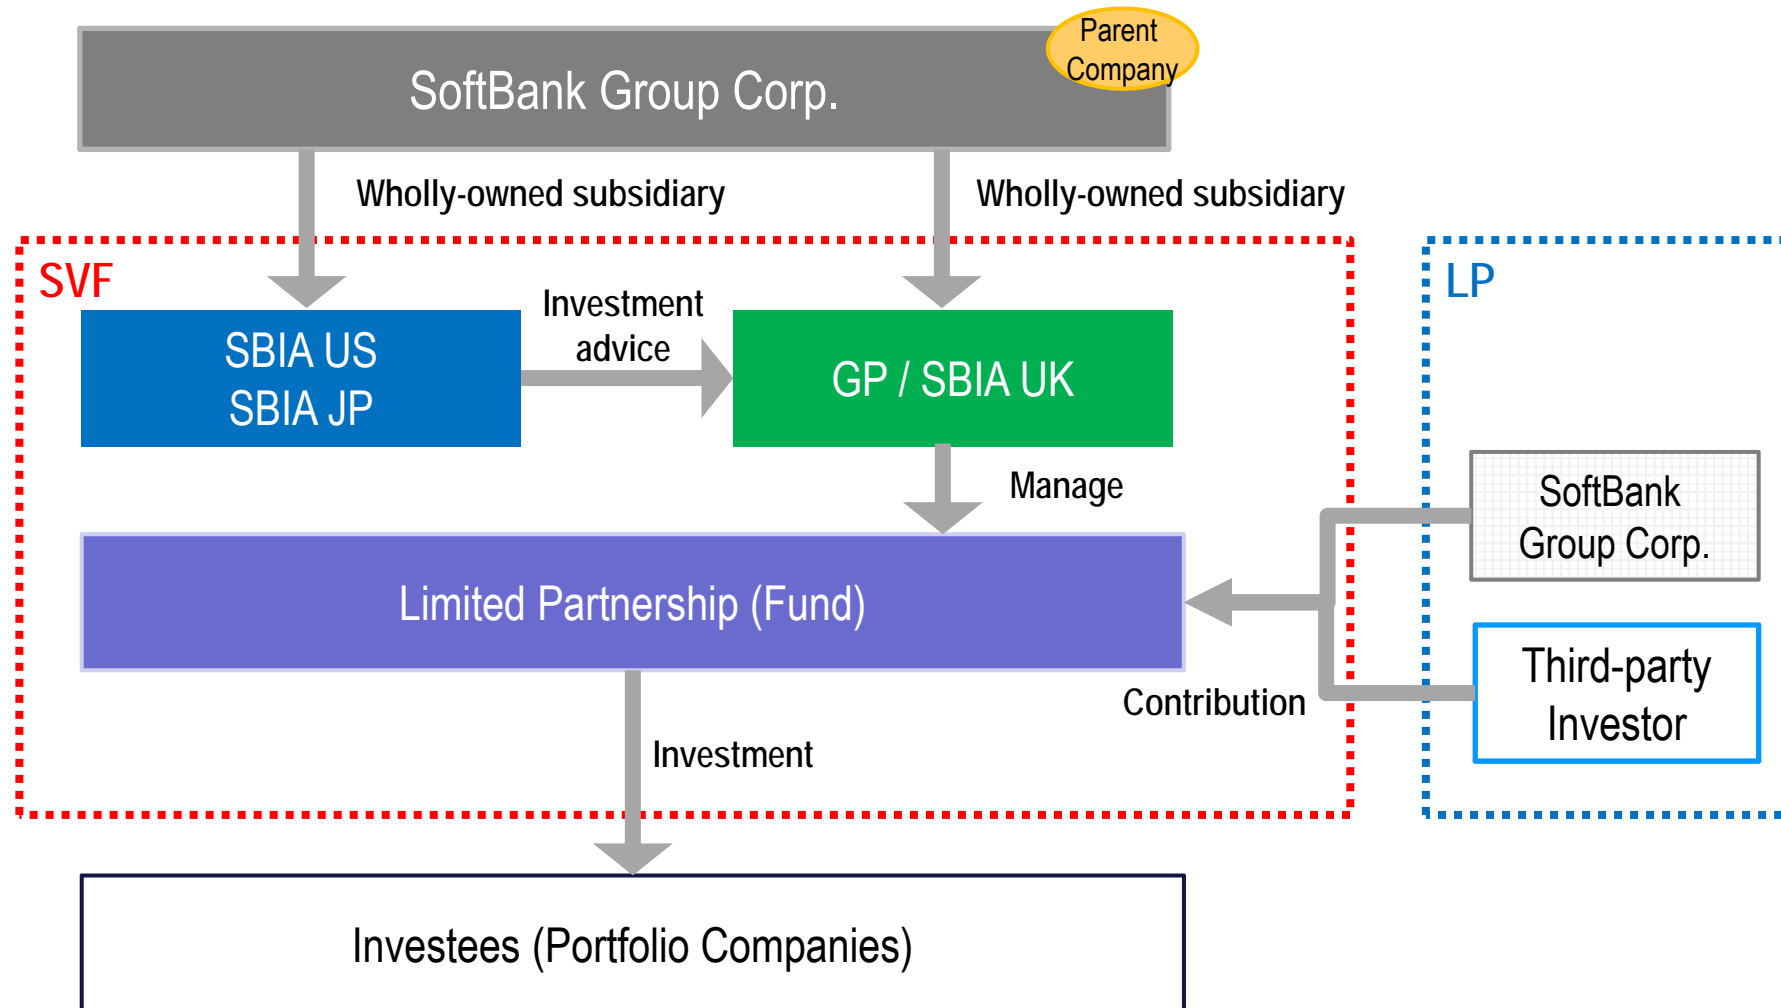 Parent
Company
SoftBank Group Corp.
Wholly-owned subsidiary
Wholly-owned subsidiary
SVF
LP
Investment
advice
SBIA US
SBIA JP
GP / SBIA UK
Manage
SoftBank
Group Corp.
Limited Partnership (Fund)
Third-party
Investor
Contribution
Investment
Investees (Portfolio Companies)